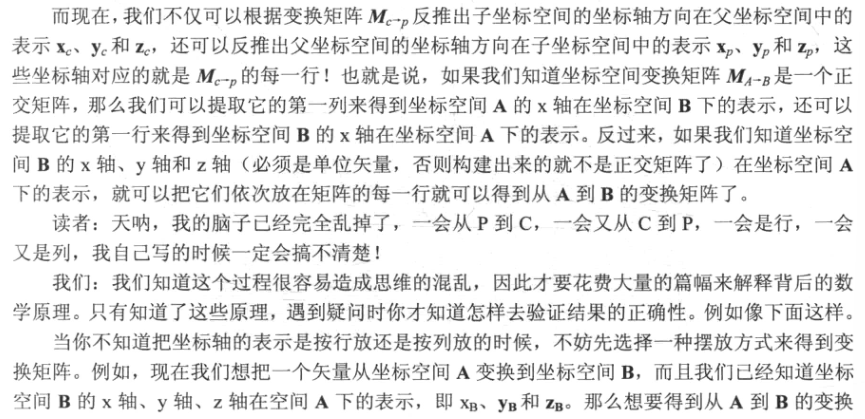 而现在，我们不仅可以根据变换矩阵 Mc→p 反推出子坐标空间的坐标轴方向在父坐标空间中的
表示 xc、yc 和 zc，还可以反推出父坐标空间的坐标轴方向在子坐标空间中的表示 xp、yp 和 zp，这
些坐标轴对应的就是 Mc→p 的每一行！也就是说，如果我们知道坐标空间变换矩阵 MA→B 是一个正
交矩阵，那么我们可以提取它的第一列来得到坐标空间 A 的 x 轴在坐标空间 B 下的表示，还可以
提取它的第一行来得到坐标空间 B 的 x 轴在坐标空间 A 下的表示。反过来，如果我们知道坐标空
间 B 的 x 轴、y 轴和 z 轴（必须是单位矢量，否则构建出来的就不是正交矩阵了）在坐标空间 A
下的表示，就可以把它们依次放在矩阵的每一行就可以得到从 A 到 B 的变换矩阵了。
读者：天呐，我的脑子已经完全乱掉了，一会从 P 到 C，一会又从 C 到 P，一会是行，一会
又是列，我自己写的时候一定会搞不清楚！
我们：我们知道这个过程很容易造成思维的混乱，因此才要花费大量的篇幅来解释背后的数
学原理。只有知道了这些原理，遇到疑问时你才知道怎样去验证结果的正确性。例如像下面这样。
当你不知道把坐标轴的表示是按行放还是按列放的时候，不妨先选择一种摆放方式来得到变
换矩阵。例如，现在我们想把一个矢量从坐标空间 A 变换到坐标空间 B，而且我们已经知道坐标
空间 B 的 x 轴、y 轴、z 轴在空间 A 下的表示，即 xB、yB 和 zB。那么想要得到从 A 到 B 的变换